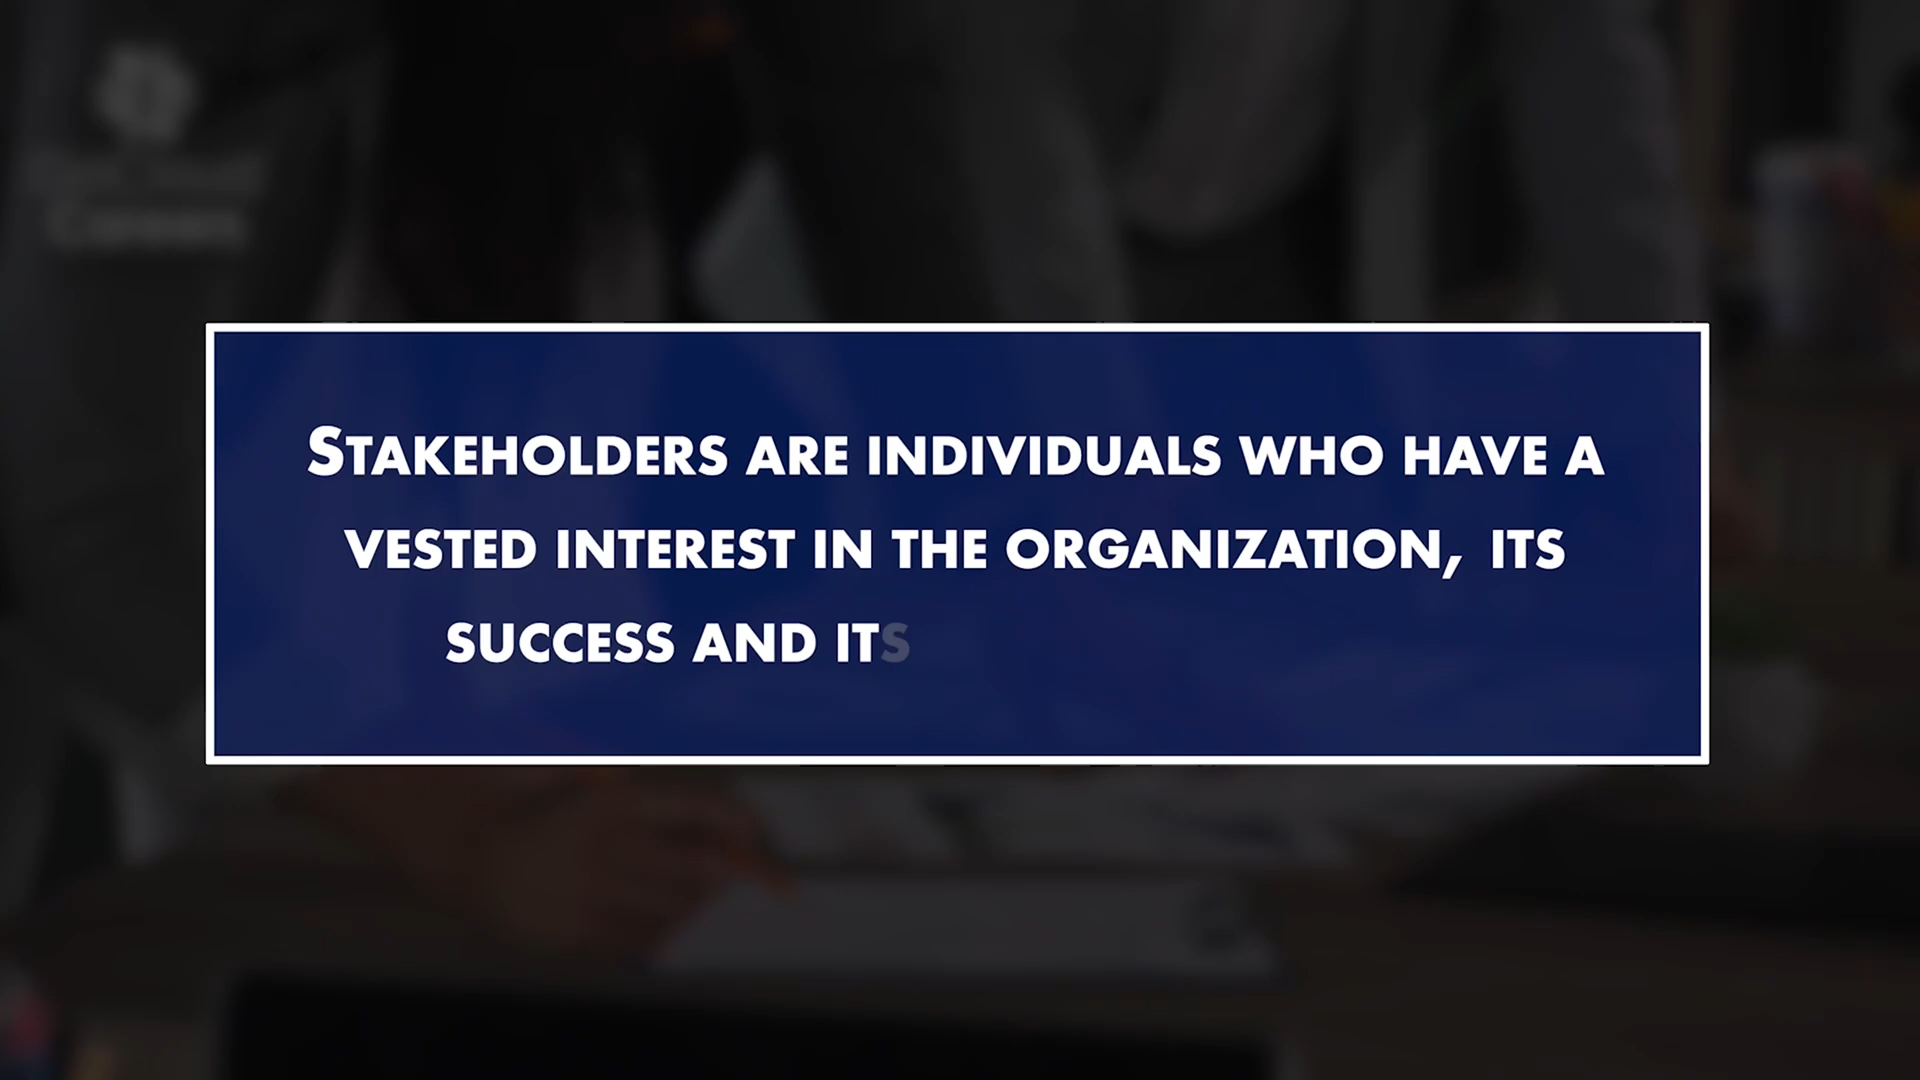 Stakeholders are individuals who have a
vested interest in the organization, its
success and its